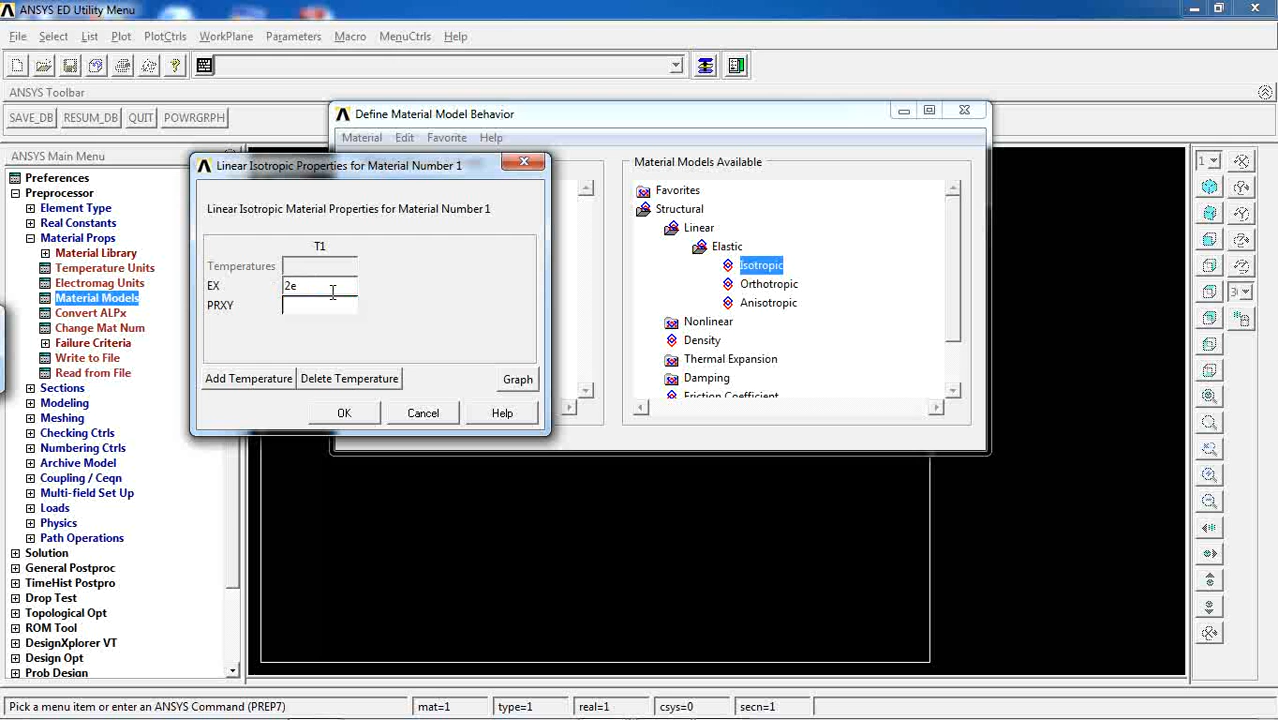 ANSYS ED Utility Menu
File Select List Plot PlotCtrls WorkPlane Parameters Macro MenuCtrls Help
ANSYS Toolbar
SAVE_DB RESUM_DB QUIT POWRGRPH
ANSYS Main Menu
Preferences
Preprocessor
Element Type
Real Constants
Material Props
Material Library
Temperature Units
Electromag Units
Material Models
Convert ALPx
Change Mat Num
Failure Criteria
Write to File
Read from File
Sections
Modeling
Meshing
Checking Ctrls
Numbering Ctrls
Archive Model
Coupling / Ceqn
Multi-field Set Up
Loads
Physics
Path Operations
Solution
General Postproc
TimeHist Postpro
Drop Test
Topological Opt
ROM Tool
DesignXplorer VT
Design Opt
Prob Design
Define Material Model Behavior
Material Edit Favorite Help
Linear Isotropic Properties for Material Number 1
Linear Isotropic Material Properties for Material Number 1
T1
Temperatures
EX 2e
PRXY
Add Temperature Delete Temperature Graph
OK Cancel Help
Material Models Available
Favorites
Structural
Linear
Elastic
Isotropic
Orthotropic
Anisotropic
Nonlinear
Density
Thermal Expansion
Damping
Friction Coefficient
1
Pick a menu item or enter an ANSYS Command (PREP7) mat=1 type=1 real=1 csys=0 secn=1